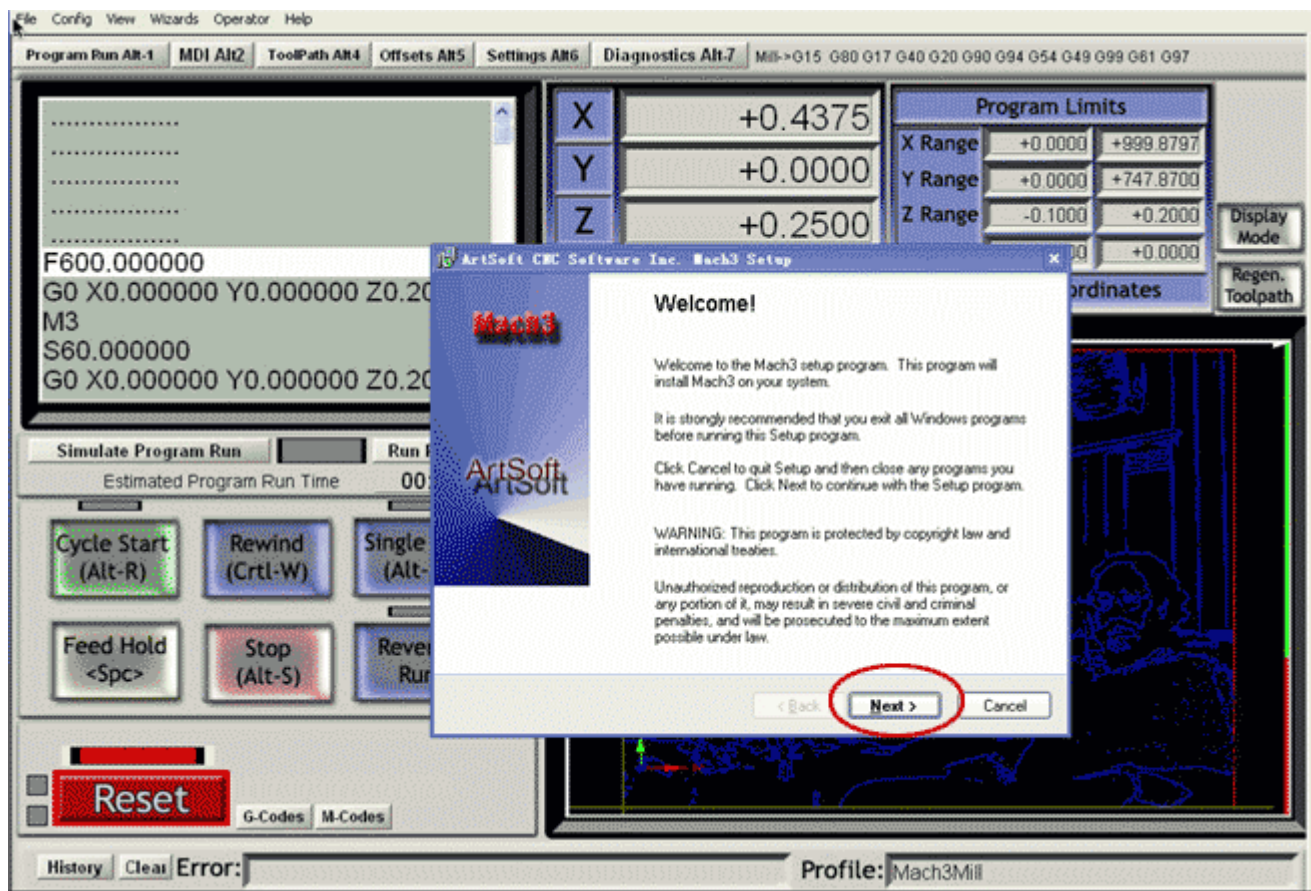 File Config View Wizards Operator Help
Program Run Alt-1 MDI Alt2 ToolPath Alt4 Offsets Alt5 Settings Alt6 Diagnostics Alt-7 Mill->G15 G80 G17 G40 G20 G90 G94 G54 G49 G99 G61 G97
................. 
.................
.................
.................
.................
F600.000000
G0 X0.000000 Y0.000000 Z0.20
M3
S60.000000
G0 X0.000000 Y0.000000 Z0.20
X +0.4375
Y +0.0000
Z +0.2500
Program Limits
X Range +0.0000 +999.8797
Y Range +0.0000 +747.8700
Z Range -0.1000 +0.2000
+0.0000
Display
Mode
Regen.
Toolpath
ArtSoft CNC Software Inc. Mach3 Setup
Mach3
ArtSoft
Welcome!
Welcome to the Mach3 setup program. This program will
install Mach3 on your system.
It is strongly recommended that you exit all Windows programs
before running this Setup program.
Click Cancel to quit Setup and then close any programs you
have running. Click Next to continue with the Setup program.
WARNING: This program is protected by copyright law and
international treaties.
Unauthorized reproduction or distribution of this program, or
any portion of it, may result in severe civil and criminal
penalties, and will be prosecuted to the maximum extent
possible under law.
< Back Next > Cancel
Simulate Program Run
Estimated Program Run Time 00:
Cycle Start
(Alt-R)
Rewind
(Crtl-W)
Single
(Alt-
Feed Hold
<Spc>
Stop
(Alt-S)
Reset
G-Codes M-Codes
History Clear Error:
Profile: Mach3Mill